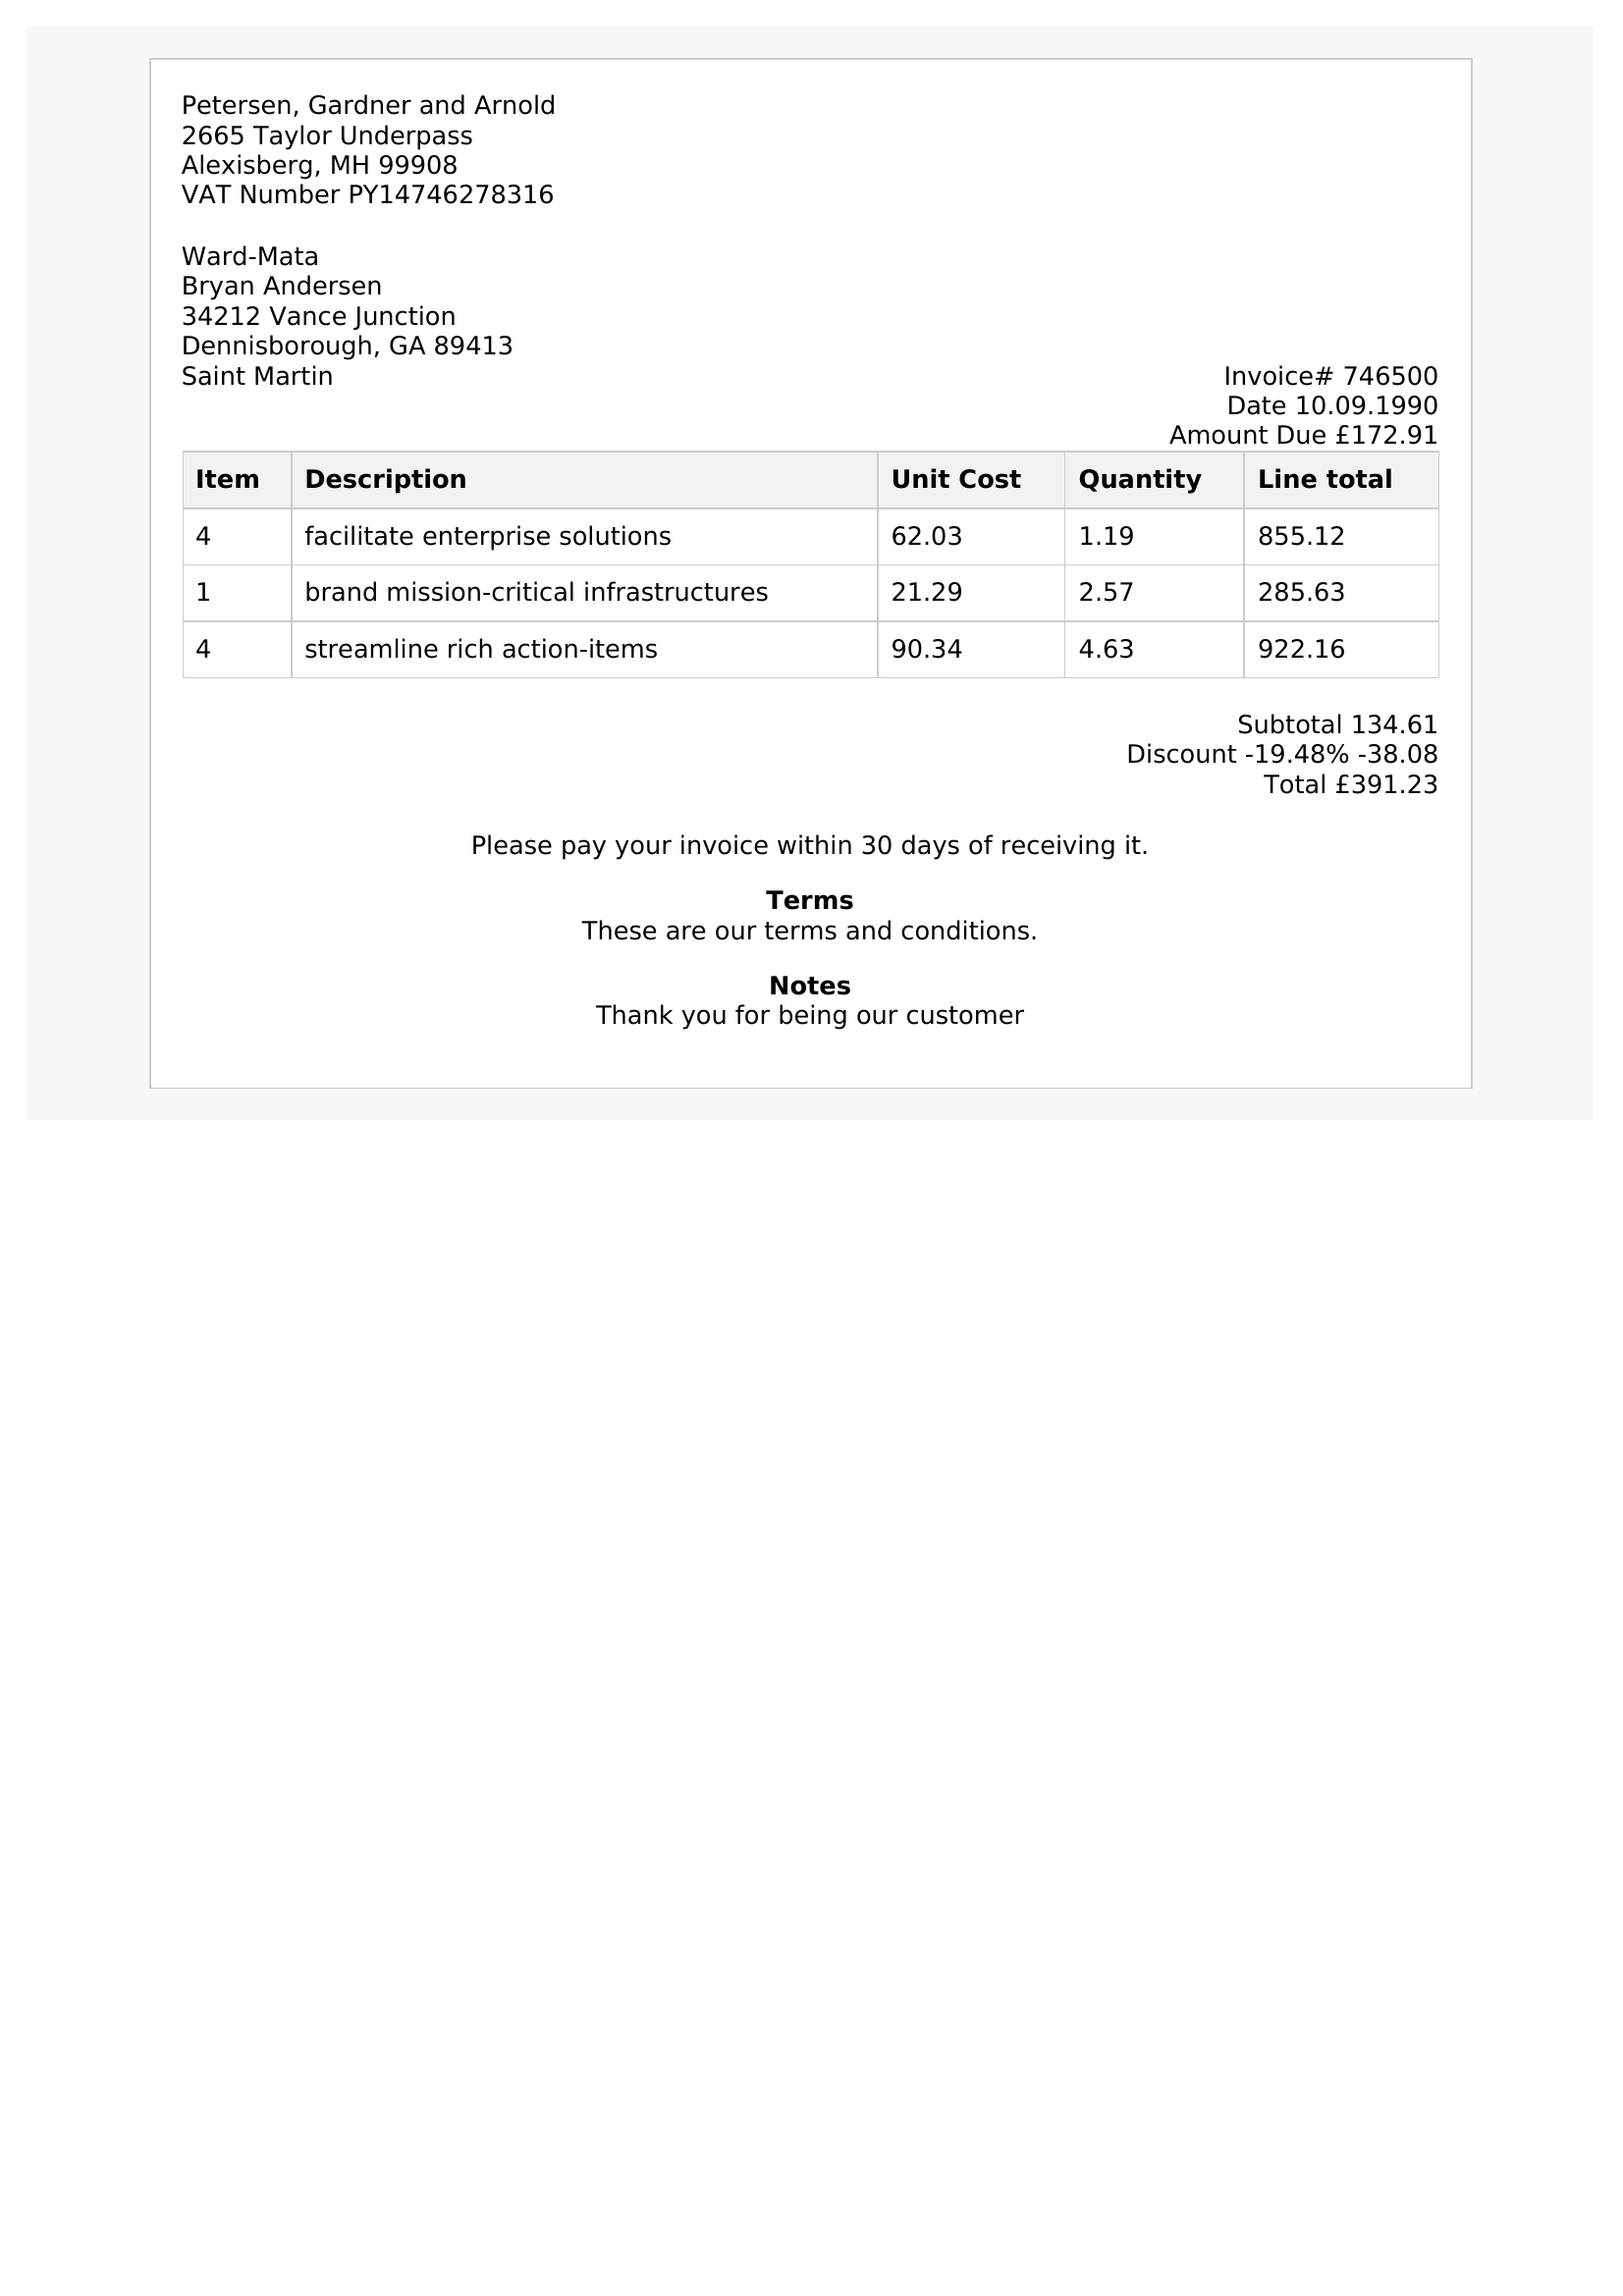 Petersen, Gardner and Arnold
2665 Taylor Underpass
Alexisberg, MH 99908
VAT Number PY14746278316
Ward-Mata
Bryan Andersen
34212 Vance Junction
Dennisborough, GA 89413
Saint Martin
Invoice# 746500
Date 10.09.1990
Amount Due £172.91
Item Description Unit Cost Quantity Line total
4 facilitate enterprise solutions 62.03 1.19 855.12
1 brand mission-critical infrastructures 21.29 2.57 285.63
4 streamline rich action-items 90.34 4.63 922.16
Subtotal 134.61
Discount -19.48% -38.08
Total £391.23
Please pay your invoice within 30 days of receiving it.
Terms
These are our terms and conditions.
Notes
Thank you for being our customer